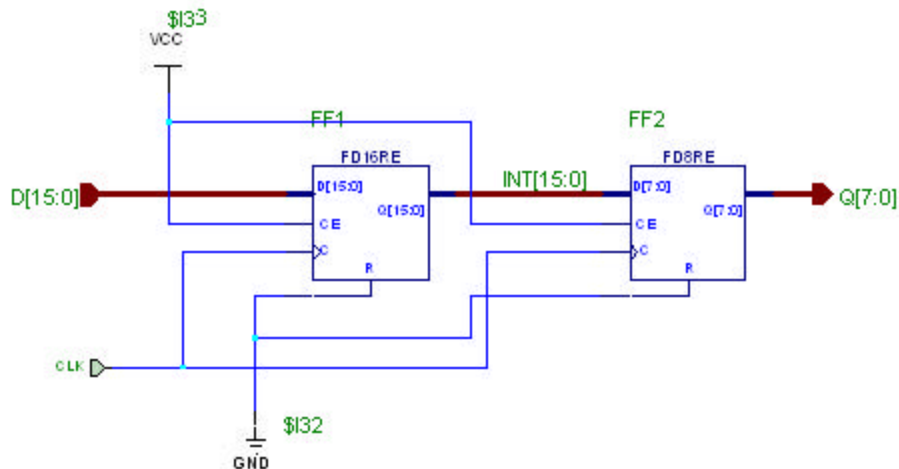 $I33
VCC
FF1
FF2
FD16RE
FD8RE
D[15:0]
D[15:0]
Q[15:0]
CE
C
R
INT[15:0]
D[7:0]
Q[7:0]
CE
C
R
Q[7:0]
CLK
$I32
GND